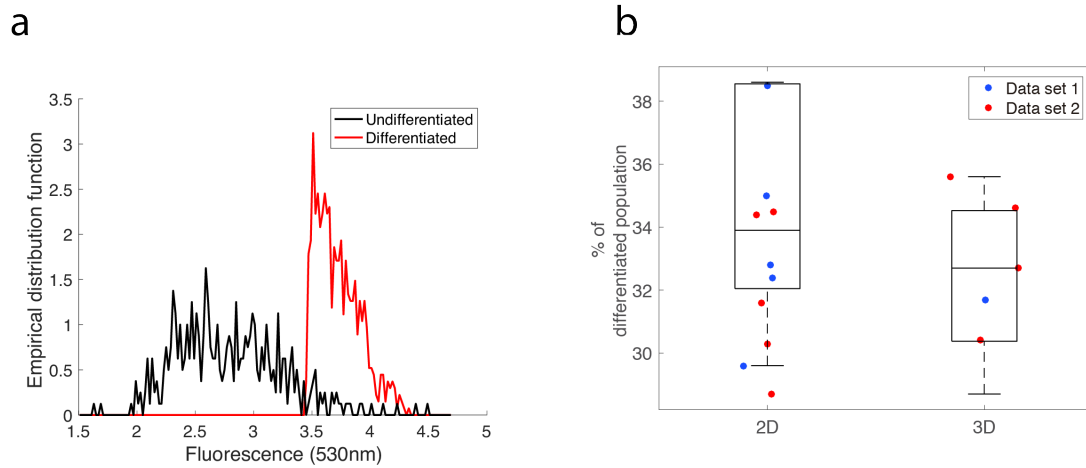 a
b
3.5
3
2.5
2
1.5
1
0.5
0
Empirical distribution function
Undifferentiated
Differentiated
1.5
2
2.5
3
3.5
4
4.5
5
Fluorescence (530nm)
38
36
34
32
30
% of
differentiated population
Data set 1
Data set 2
2D
3D